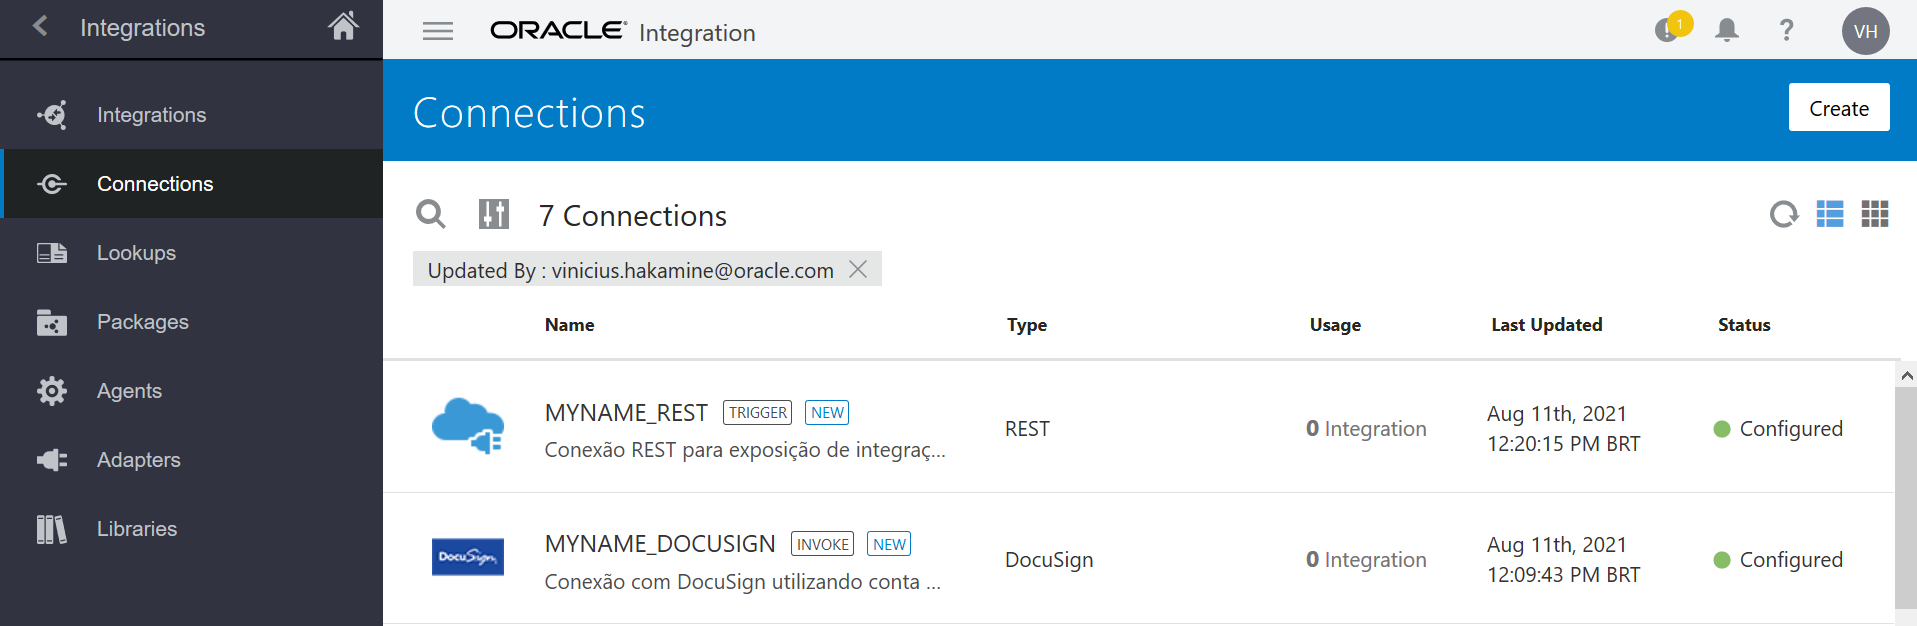 Integrations
ORACLE Integration
1
?
VH
Integrations
Connections
Lookups
Packages
Agents
Adapters
Libraries
Connections
Create
7 Connections
Updated By : vinicius.hakamine@oracle.com
Name Type Usage Last Updated Status
MYNAME_REST TRIGGER NEW
Conexão REST para exposição de integraç...
REST
0 Integration
Aug 11th, 2021
12:20:15 PM BRT
Configured
DocuSign
MYNAME_DOCUSIGN INVOKE NEW
Conexão com DocuSign utilizando conta ...
DocuSign
0 Integration
Aug 11th, 2021
12:09:43 PM BRT
Configured